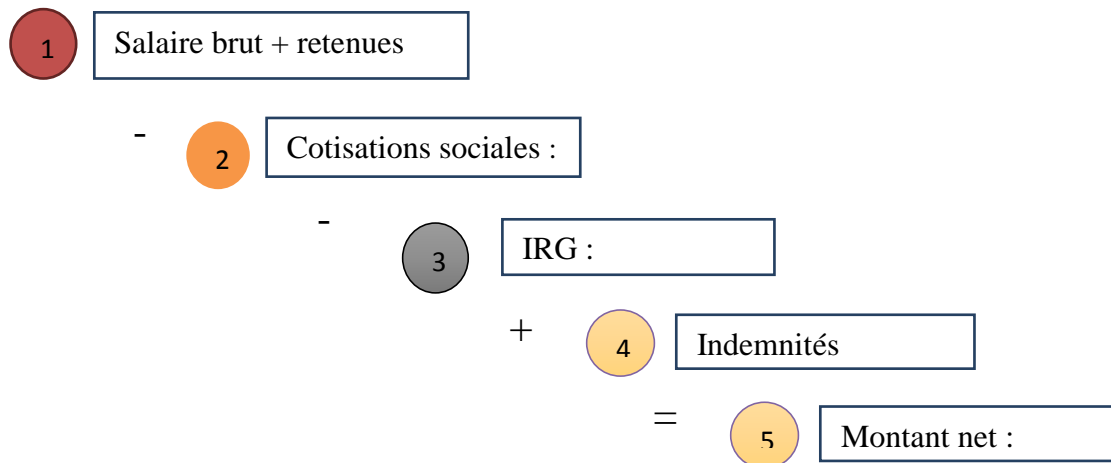 1 Salaire brut + retenues
- 2 Cotisations sociales :
- 3 IRG :
+ 4 Indemnités
= 5 Montant net :